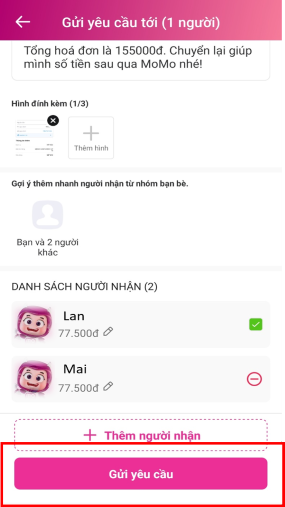 Gửi yêu cầu tới (1 người)
Tổng hoá đơn là 155000đ. Chuyển lại giúp
mình số tiền sau qua MoMo nhé!
Hình đính kèm (1/3)
Thêm hình
Gợi ý thêm nhanh người nhận từ nhóm bạn bè.
Bạn và 2 người
khác
DANH SÁCH NGƯỜI NHẬN (2)
Lan
77.500đ
Mai
77.500đ
+ Thêm người nhận
Gửi yêu cầu